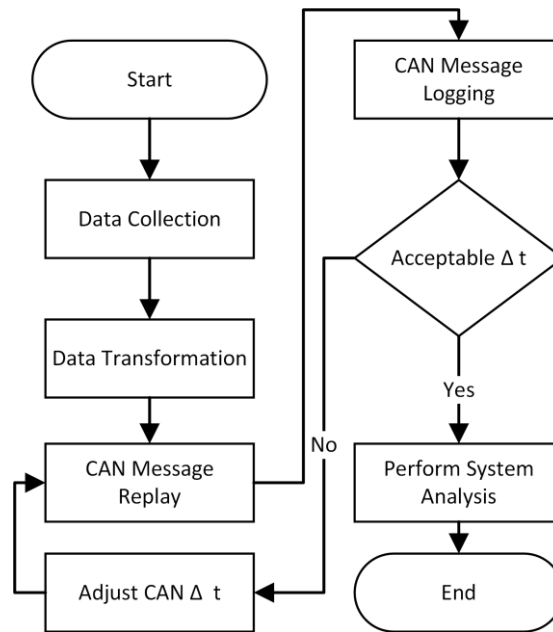 Start
Data Collection
Data Transformation
CAN Message
Replay
Adjust CAN Δ t
No
CAN Message
Logging
Acceptable Δ t
Yes
Perform System
Analysis
End